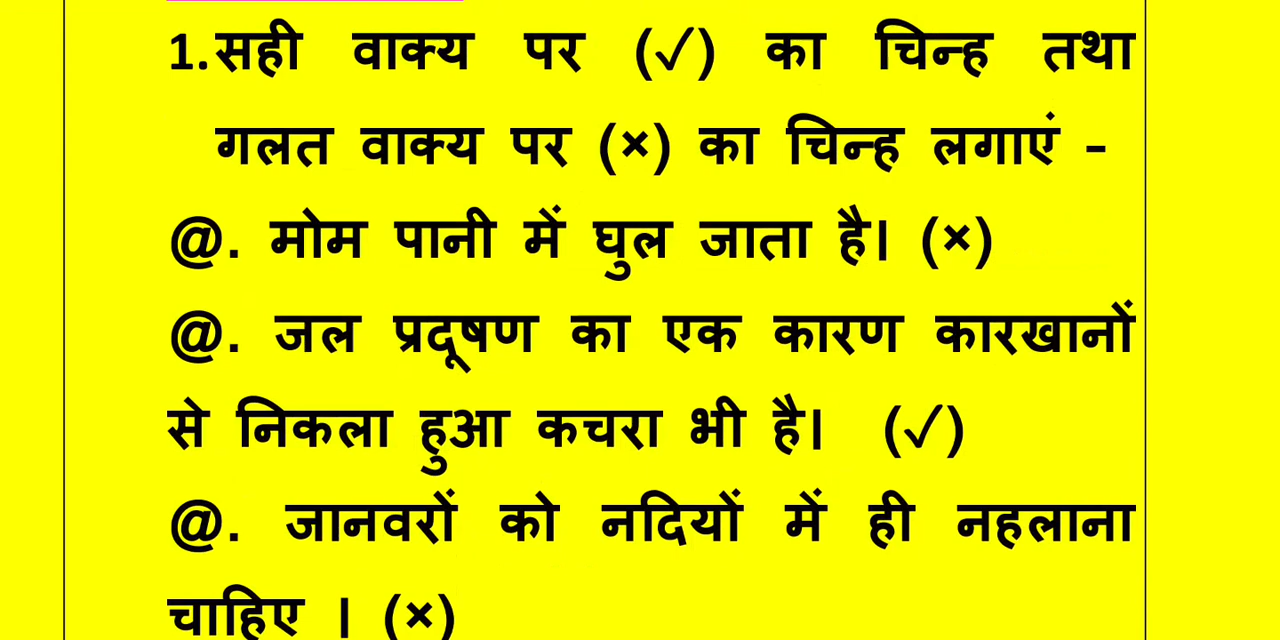 1.सही वाक्य पर (✓) का चिन्ह तथा
गलत वाक्य पर (×) का चिन्ह लगाएं -
@. मोम पानी में घुल जाता है। (×)
@. जल प्रदूषण का एक कारण कारखानों
से निकला हुआ कचरा भी है। (✓)
@. जानवरों को नदियों में ही नहलाना
चाहिए । (×)